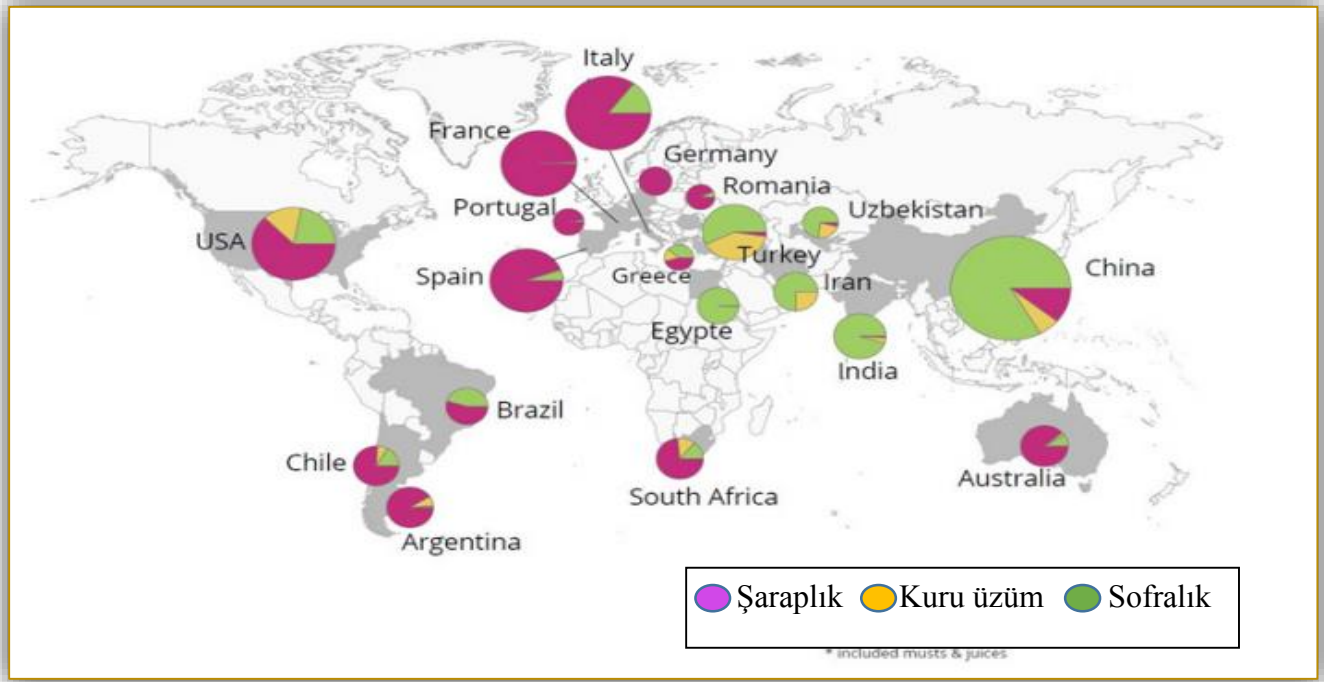 Italy
France
Germany
Romania
Portugal
Uzbekistan
USA
Turkey
Spain
Greece
Iran
China
Egypte
India
Brazil
Chile
Australia
South Africa
Argentina
Şaraplık Kuru üzüm Sofralık
* included musts & juices